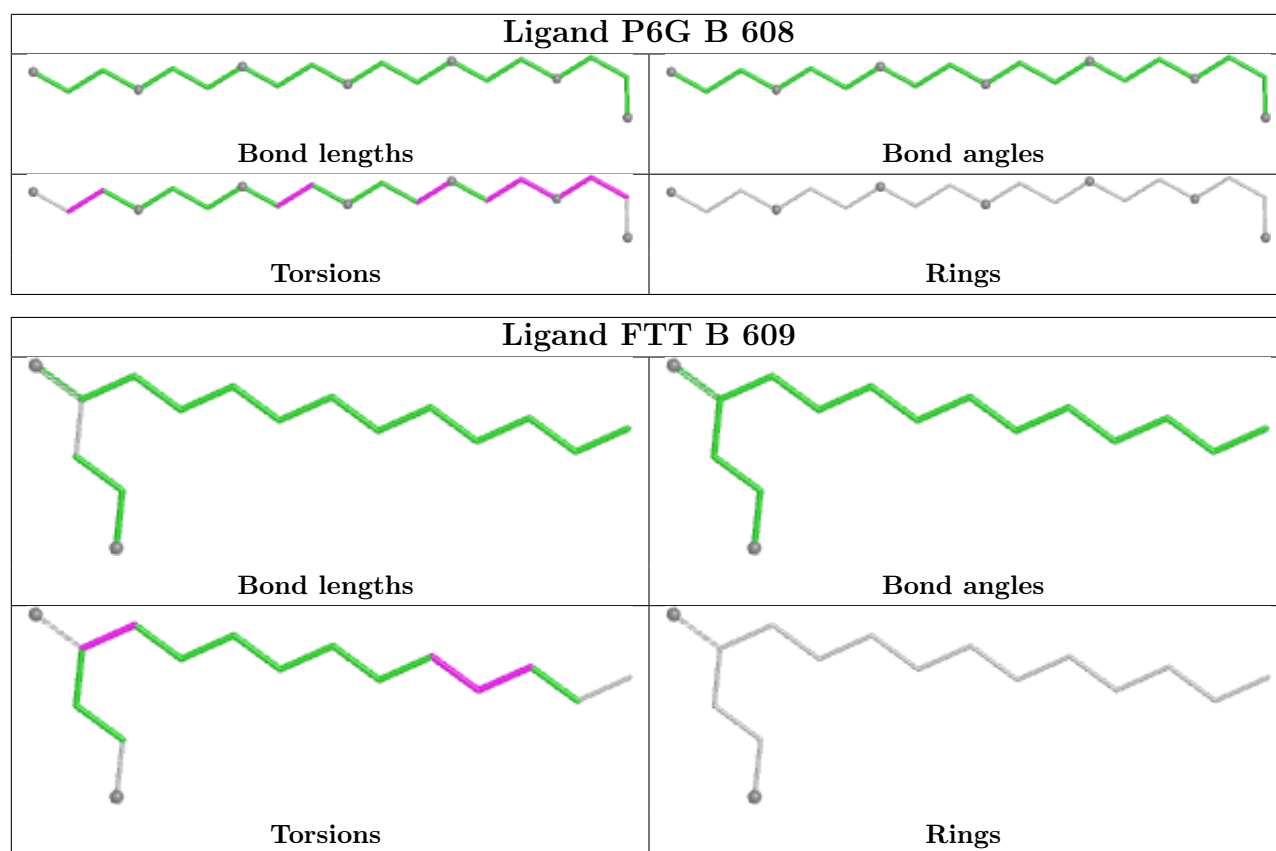 Ligand P6G B 608
Bond lengths
Bond angles
Torsions
Rings
Ligand FTT B 609
Bond lengths
Bond angles
Torsions
Rings